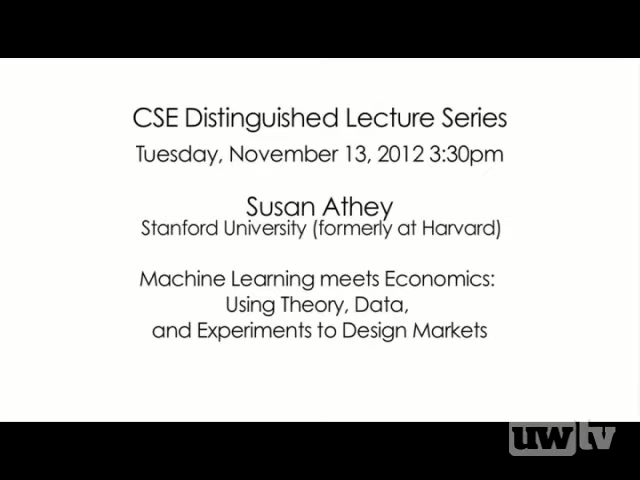 CSE Distinguished Lecture Series
Tuesday, November 13, 2012 3:30pm
Susan Athey
Stanford University (formerly at Harvard)
Machine Learning meets Economics:
Using Theory, Data,
and Experiments to Design Markets
uwtv